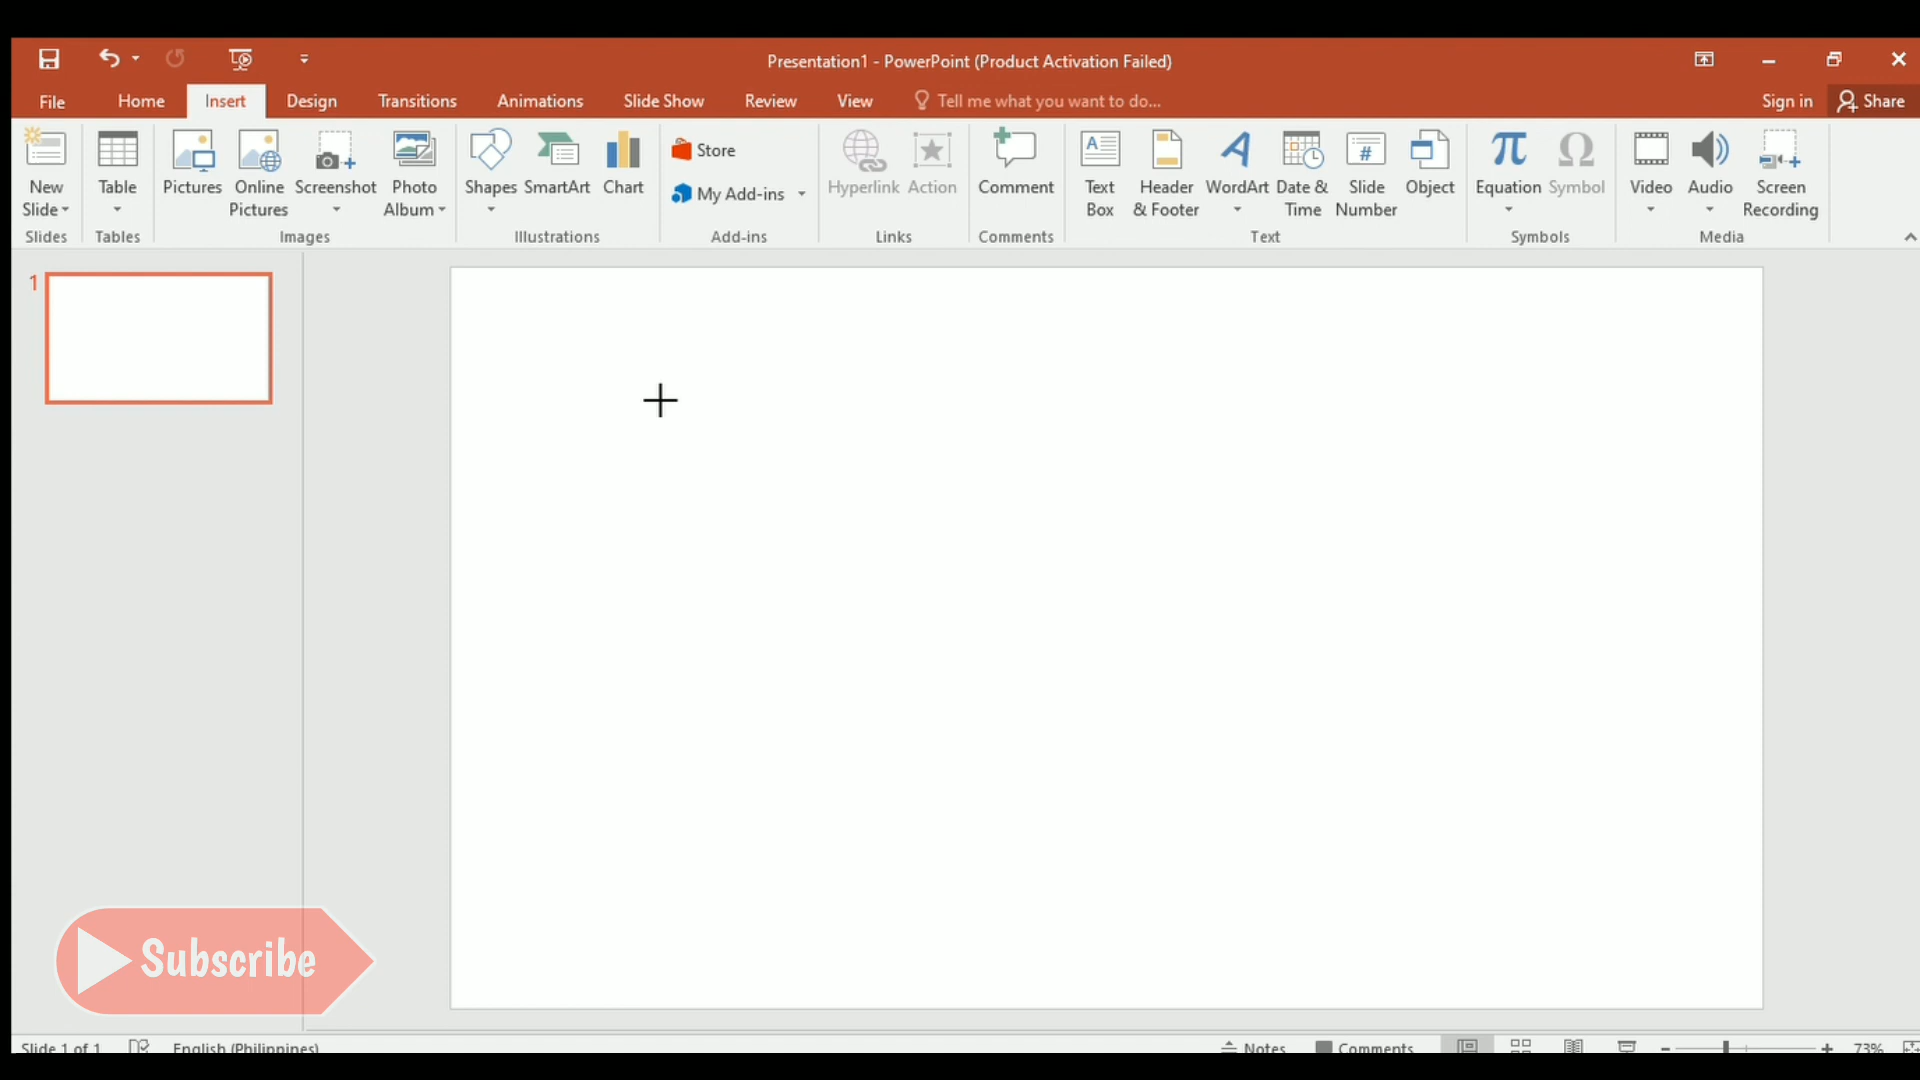 Presentation1 - PowerPoint (Product Activation Failed)
File Home Insert Design Transitions Animations Slide Show Review View Tell me what you want to do... Sign in Share
New Slide
Table
Pictures
Online Pictures
Screenshot
Photo Album
Shapes
SmartArt
Chart
Store
My Add-ins
Hyperlink
Action
Comment
Text Box
Header & Footer
WordArt
Date & Time
Slide Number
Object
Equation
Symbol
Video
Audio
Screen Recording
Slides Tables Images Illustrations Add-ins Links Comments Text Symbols Media
1
Subscribe
Slide 1 of 1 English (Philippines) Notes Comments 73%